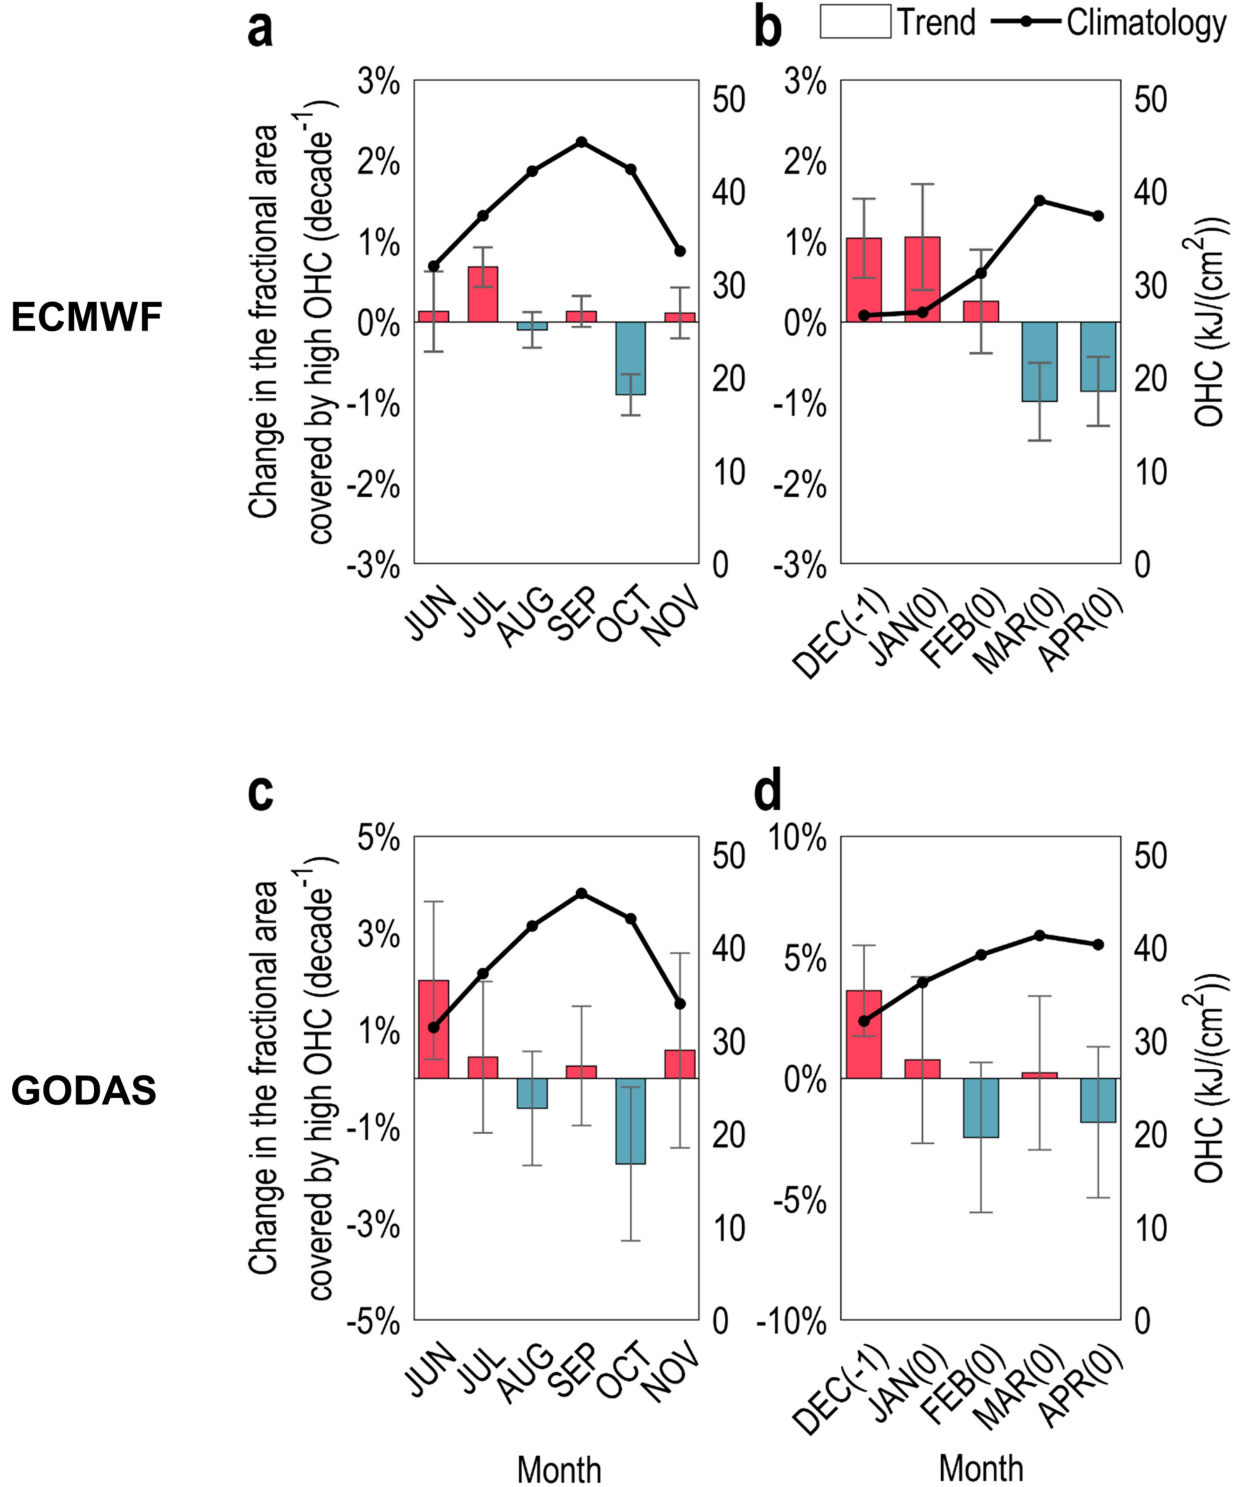 a
b
Trend
Climatology
ECMWF
Change in the fractional area
covered by high OHC (decade⁻¹)
3%
2%
1%
0%
-1%
-2%
-3%
50
40
30
20
10
0
JUN
JUL
AUG
SEP
OCT
NOV
3%
2%
1%
0%
-1%
-2%
-3%
50
40
30
20
10
0
OHC (kJ/(cm²))
DEC(-1)
JAN(0)
FEB(0)
MAR(0)
APR(0)
c
d
GODAS
Change in the fractional area
covered by high OHC (decade⁻¹)
5%
3%
1%
-1%
-3%
-5%
50
40
30
20
10
0
JUN
JUL
AUG
SEP
OCT
NOV
Month
10%
5%
0%
-5%
-10%
50
40
30
20
10
0
OHC (kJ/(cm²))
DEC(-1)
JAN(0)
FEB(0)
MAR(0)
APR(0)
Month